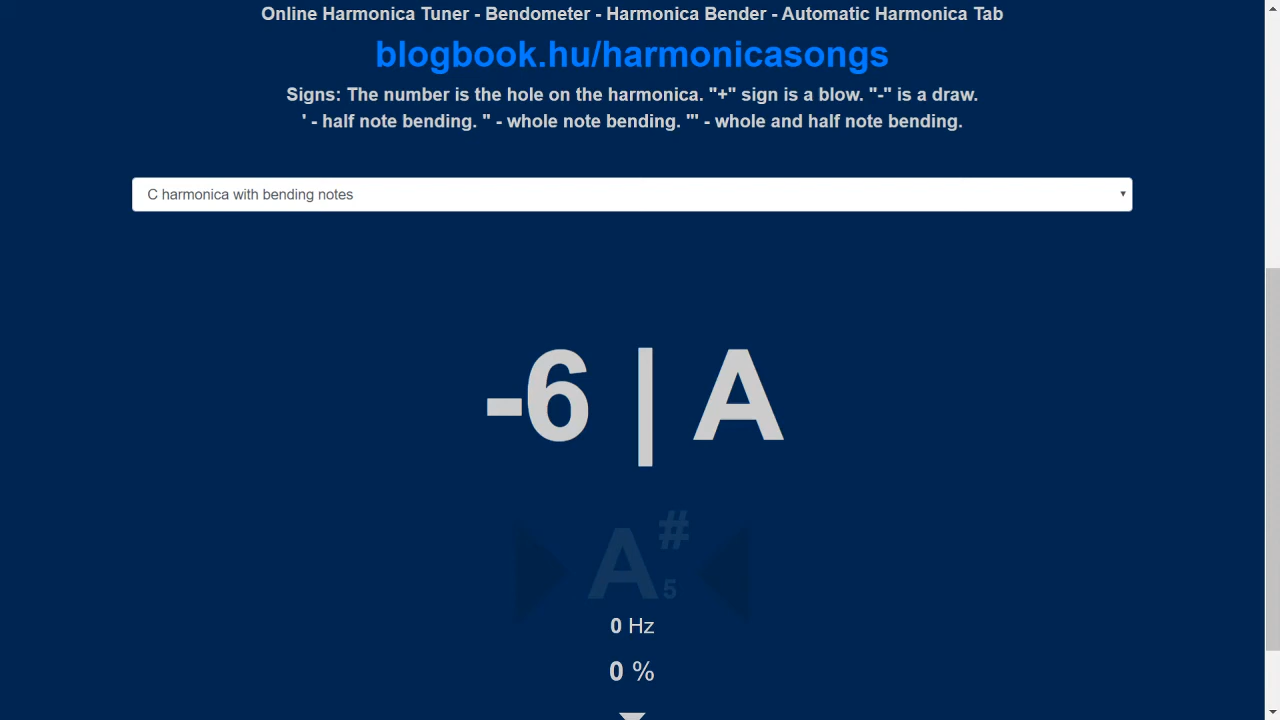 Online Harmonica Tuner - Bendometer - Harmonica Bender - Automatic Harmonica Tab
blogbook.hu/harmonicasongs
Signs: The number is the hole on the harmonica. "+" sign is a blow. "-" is a draw.
' - half note bending. " - whole note bending. "' - whole and half note bending.
C harmonica with bending notes
-6 | A
A#5
0 Hz
0 %